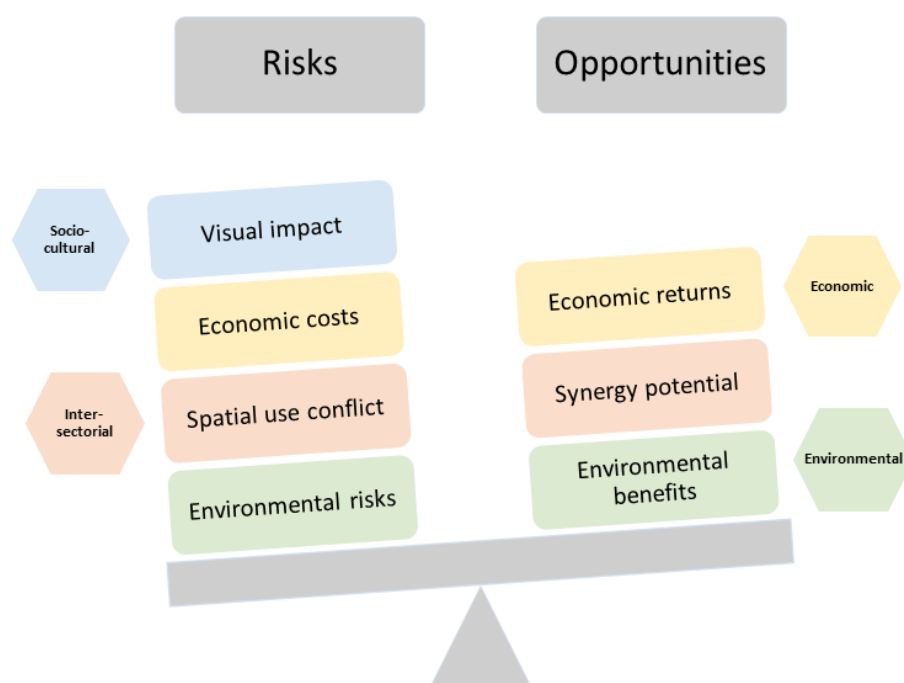 Risks
Opportunities
Socio-
cultural
Visual impact
Economic costs
Economic returns
Economic
Inter-
sectorial
Spatial use conflict
Synergy potential
Environmental risks
Environmental
benefits
Environmental